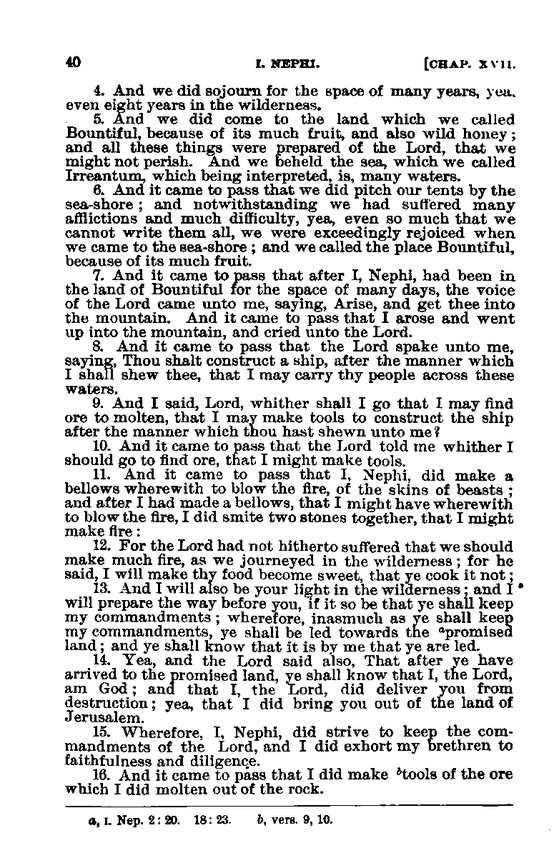 40 I. NEPHI. [CHAP. XVII.
4. And we did sojourn for the space of many years, yea,
even eight years in the wilderness.
5. And we did come to the land which we called
Bountiful, because of its much fruit, and also wild honey;
and all these things were prepared of the Lord, that we
might not perish. And we beheld the sea, which we called
Irreantum, which being interpreted, is, many waters.
6. And it came to pass that we did pitch our tents by the
sea-shore; and notwithstanding we had suffered many
afflictions and much difficulty, yea, even so much that we
cannot write them all, we were exceedingly rejoiced when
we came to the sea-shore; and we called the place Bountiful,
because of its much fruit.
7. And it came to pass that after I, Nephi, had been in
the land of Bountiful for the space of many days, the voice
of the Lord came unto me, saying, Arise, and get thee into
the mountain. And it came to pass that I arose and went
up into the mountain, and cried unto the Lord.
8. And it came to pass that the Lord spake unto me,
saying, Thou shalt construct a ship, after the manner which
I shall shew thee, that I may carry thy people across these
waters.
9. And I said, Lord, whither shall I go that I may find
ore to molten, that I may make tools to construct the ship
after the manner which thou hast shewn unto me?
10. And it came to pass that the Lord told me whither I
should go to find ore, that I might make tools.
11. And it came to pass that I, Nephi, did make a
bellows wherewith to blow the fire, of the skins of beasts;
and after I had made a bellows, that I might have wherewith
to blow the fire, I did smite two stones together, that I might
make fire:
12. For the Lord had not hitherto suffered that we should
make much fire, as we journeyed in the wilderness; for he
said, I will make thy food become sweet, that ye cook it not;
13. And I will also be your light in the wilderness; and I
will prepare the way before you, if it so be that ye shall keep
my commandments; wherefore, inasmuch as ye shall keep
my commandments, ye shall be led towards the ᵃpromised
land; and ye shall know that it is by me that ye are led.
14. Yea, and the Lord said also, That after ye have
arrived to the promised land, ye shall know that I, the Lord,
am God; and that I, the Lord, did deliver you from
destruction; yea, that I did bring you out of the land of
Jerusalem.
15. Wherefore, I, Nephi, did strive to keep the com-
mandments of the Lord, and I did exhort my brethren to
faithfulness and diligence.
16. And it came to pass that I did make ᵇtools of the ore
which I did molten out of the rock.
a, I. Nep. 2:20. 18:23. b, vers. 9, 10.